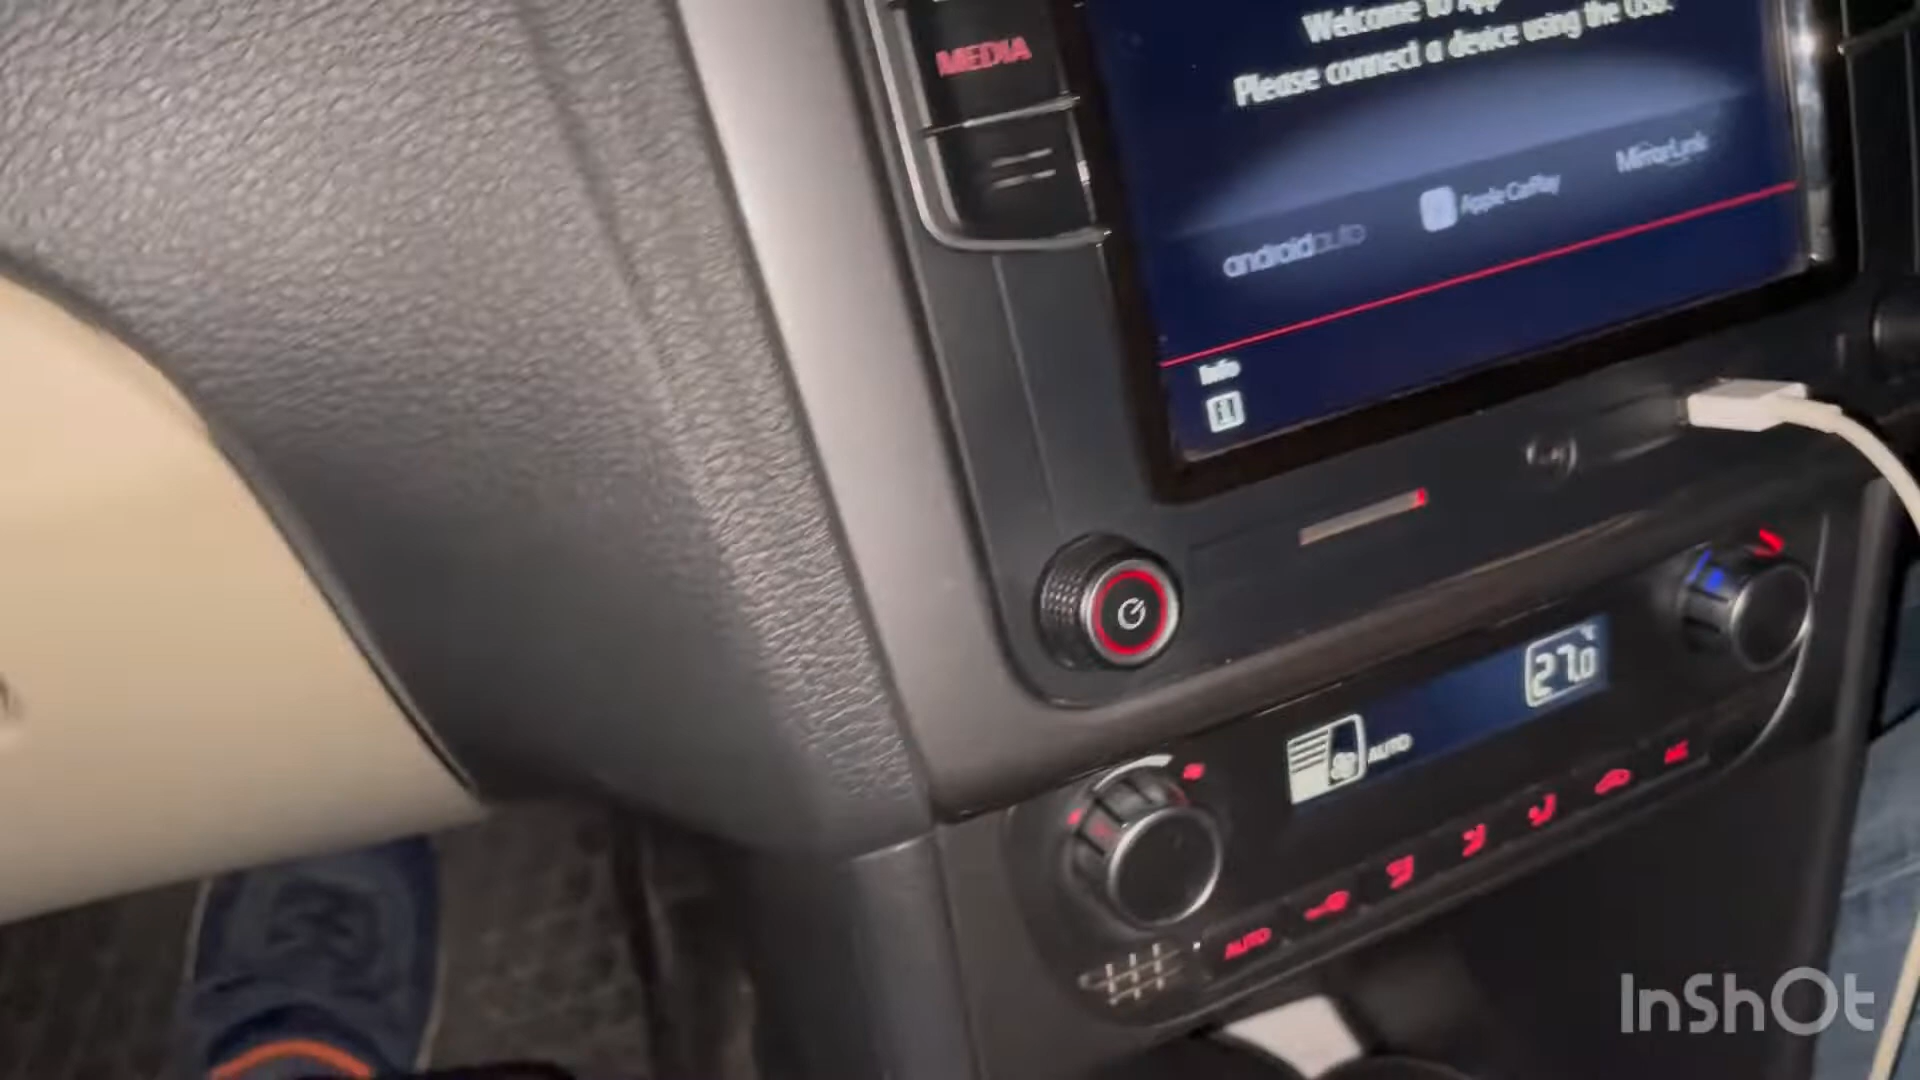 MEDIA
Welcome to App
Please connect a device using the USB.
androidauto
Apple CarPlay
MirrorLink
Info
27.0
°C
AUTO
A/C
AUTO
InShOt